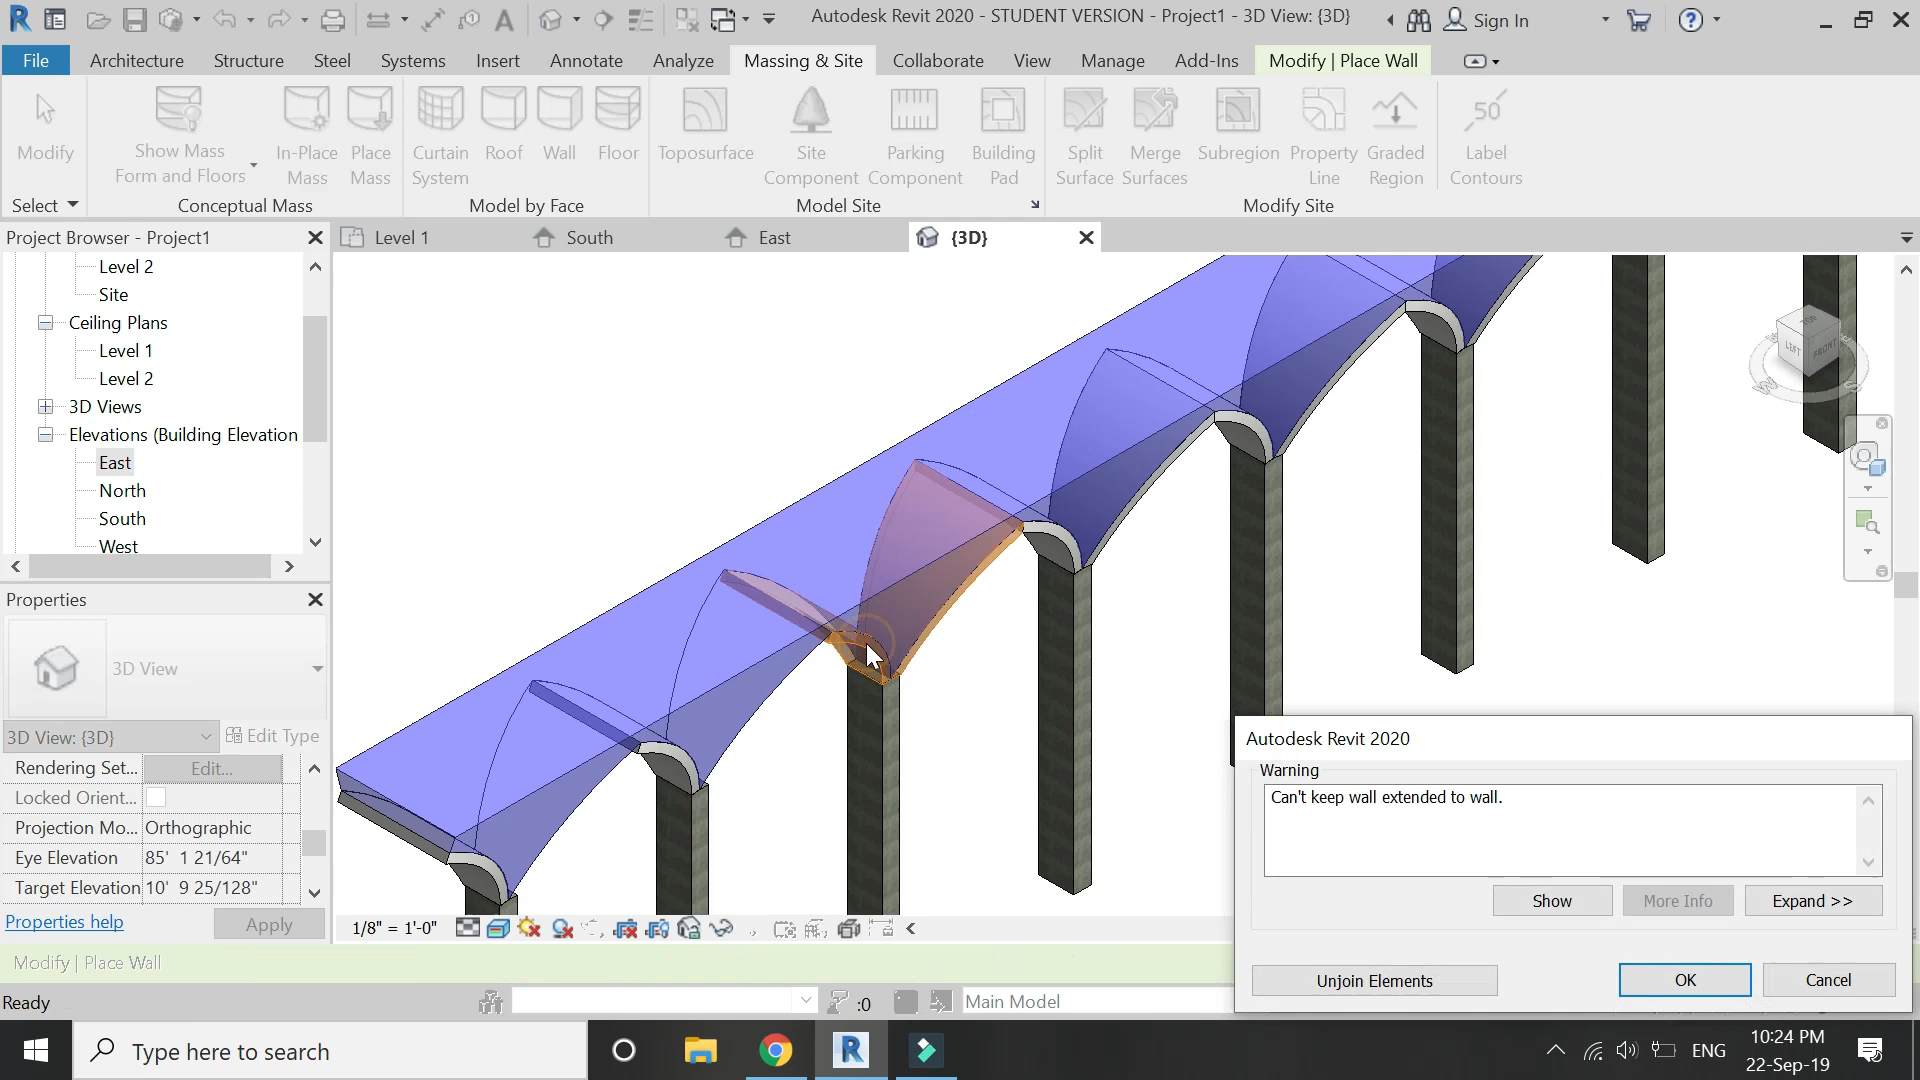 Autodesk Revit 2020 - STUDENT VERSION - Project1 - 3D View: {3D}
Sign In
File
Architecture
Structure
Steel
Systems
Insert
Annotate
Analyze
Massing & Site
Collaborate
View
Manage
Add-Ins
Modify | Place Wall
Modify
Show Mass
Form and Floors
In-Place
Mass
Place
Mass
Curtain
System
Roof
Wall
Floor
Toposurface
Site
Component
Parking
Component
Building
Pad
Split
Surface
Merge
Surfaces
Subregion
Property
Line
Graded
Region
50
Label
Contours
Select
Conceptual Mass
Model by Face
Model Site
Modify Site
Project Browser - Project1
Level 1
South
East
{3D}
Level 2
Site
Ceiling Plans
Level 1
Level 2
3D Views
Elevations (Building Elevation
East
North
South
West
TOP
LEFT
FRONT
W
S
Properties
3D View
3D View: {3D}
Edit Type
Rendering Set...
Edit...
Locked Orient...
Projection Mo...
Orthographic
Eye Elevation
85'  1 21/64"
Target Elevation
10'  9 25/128"
Properties help
Apply
1/8" = 1'-0"
Autodesk Revit 2020
Warning
Can't keep wall extended to wall.
Show
More Info
Expand >>
Unjoin Elements
OK
Cancel
Modify | Place Wall
Ready
:0
Main Model
Type here to search
ENG
10:24 PM
22-Sep-19